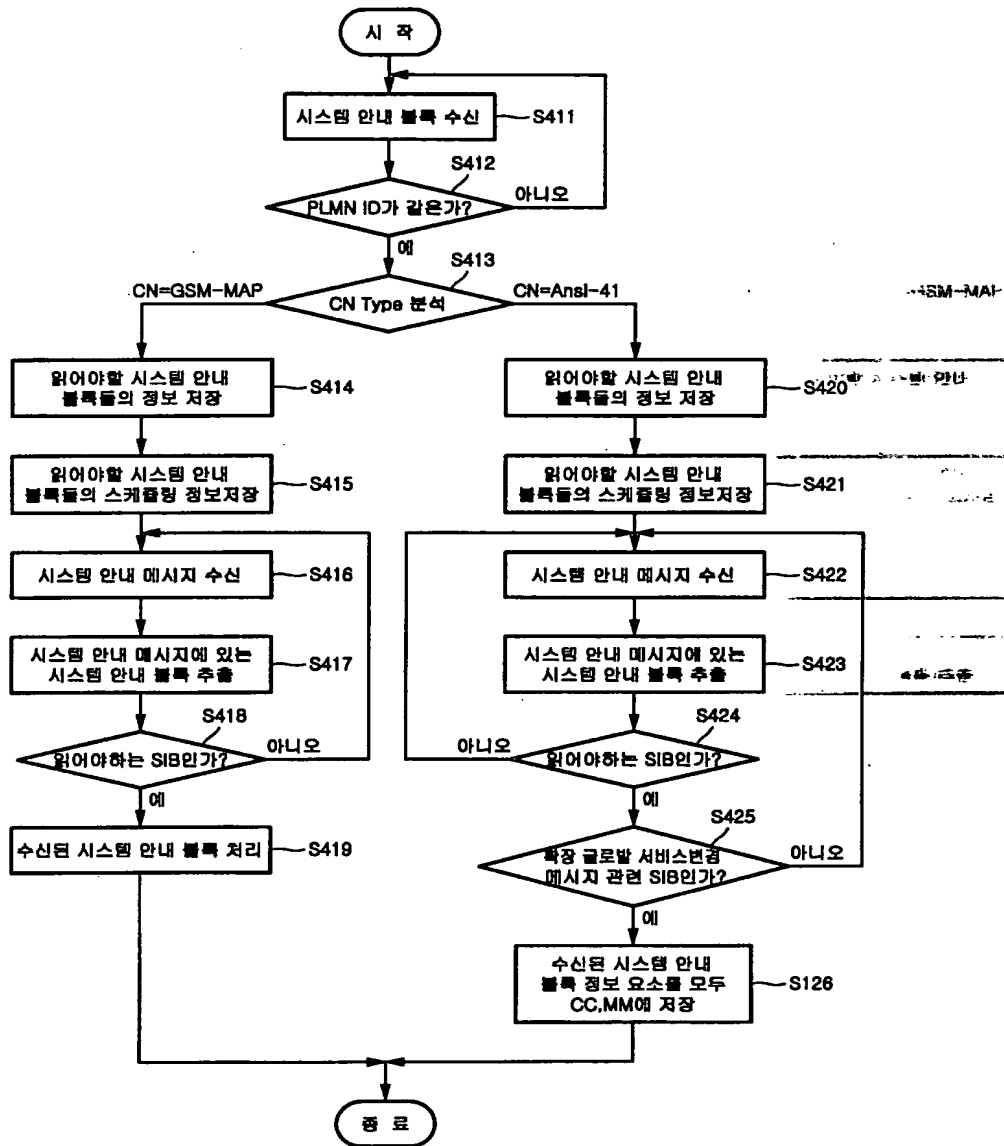 시 작
시스템 안내 블록 수신
S411
S412
PLMN ID가 같은가?
아니오
예
S413
CN=GSM-MAP
CN Type 분석
CN=Ansi-41
읽어야할 시스템 안내
블록들의 정보 저장
S414
읽어야할 시스템 안내
블록들의 정보 저장
S420
읽어야할 시스템 안내
블록들의 스케쥴링 정보저장
S415
읽어야할 시스템 안내
블록들의 스케쥴링 정보저장
S421
시스템 안내 메시지 수신
S416
시스템 안내 메시지 수신
S422
시스템 안내 메시지에 있는
시스템 안내 블록 추출
S417
시스템 안내 메시지에 있는
시스템 안내 블록 추출
S423
S418
읽어야하는 SIB인가?
아니오
예
S424
아니오
읽어야하는 SIB인가?
예
수신된 시스템 안내 블록 처리
S419
S425
확장 글로발 서비스변경
메시지 관련 SIB인가?
아니오
예
수신된 시스템 안내
블록 정보 요소를 모두
CC,MM에 저장
S126
종 료